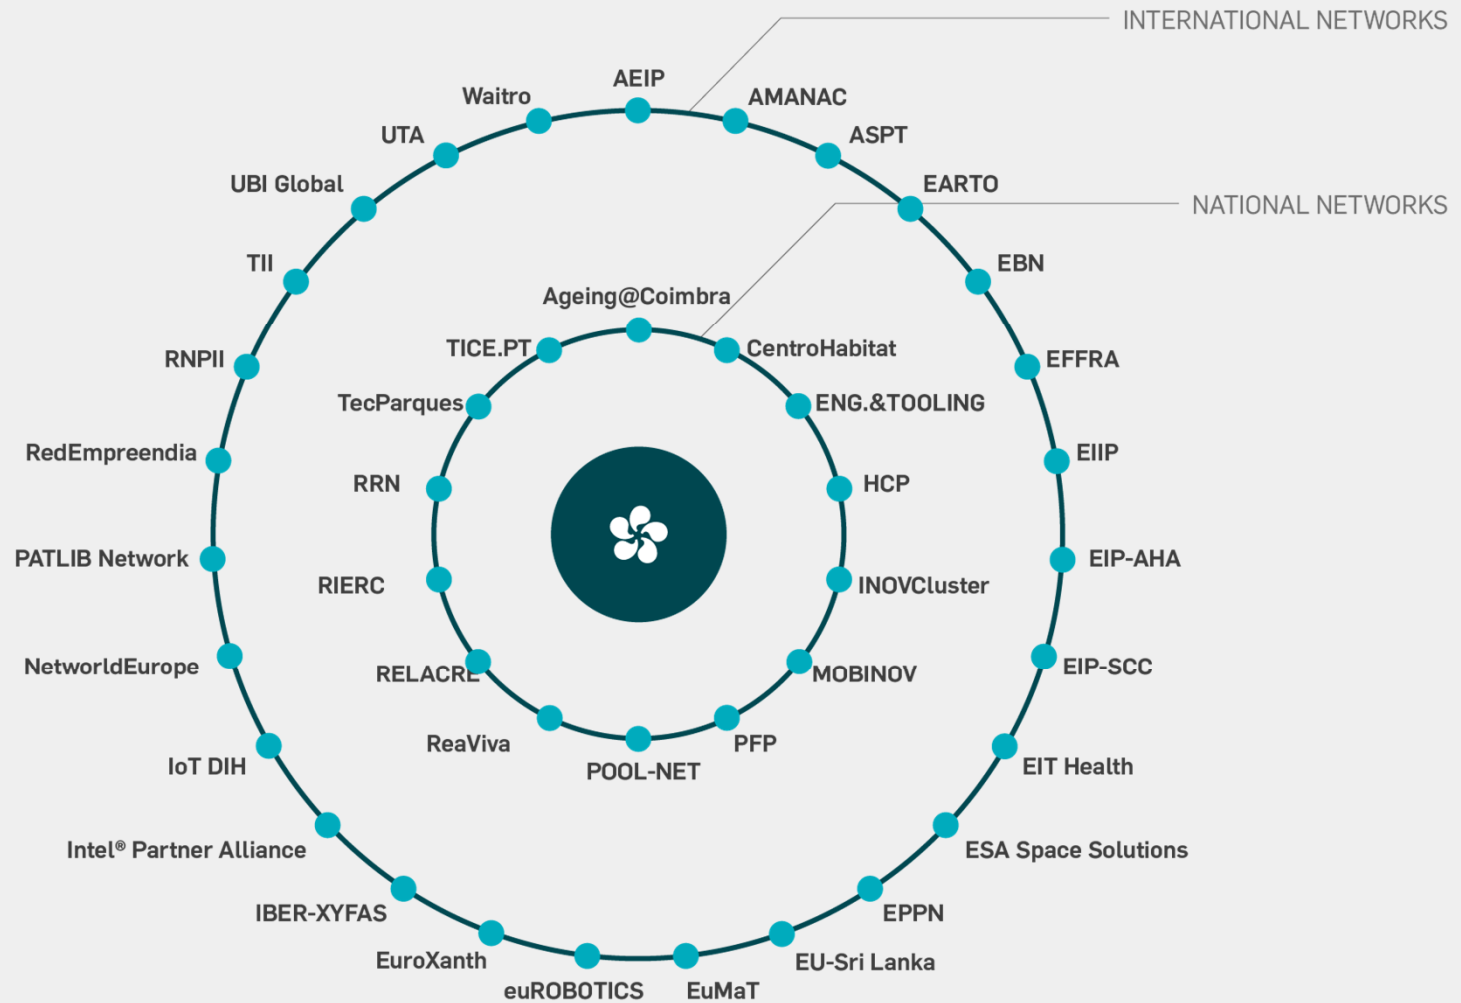 INTERNATIONAL NETWORKS
AEIP
AMANAC
ASPT
EARTO
EBN
EFFRA
EIIP
EIP-AHA
EIP-SCC
EIT Health
ESA Space Solutions
EPPN
EU-Sri Lanka
EuMaT
euROBOTICS
EuroXanth
IBER-XYFAS
Intel® Partner Alliance
IoT DIH
NetworldEurope
PATLIB Network
RedEmpreendia
RNPII
TII
UBI Global
UTA
Waitro
NATIONAL NETWORKS
Ageing@Coimbra
CentroHabitat
ENG.&TOOLING
HCP
INOVCluster
MOBINOV
PFP
POOL-NET
ReaViva
RELACRE
RIERC
RRN
TecParques
TICE.PT